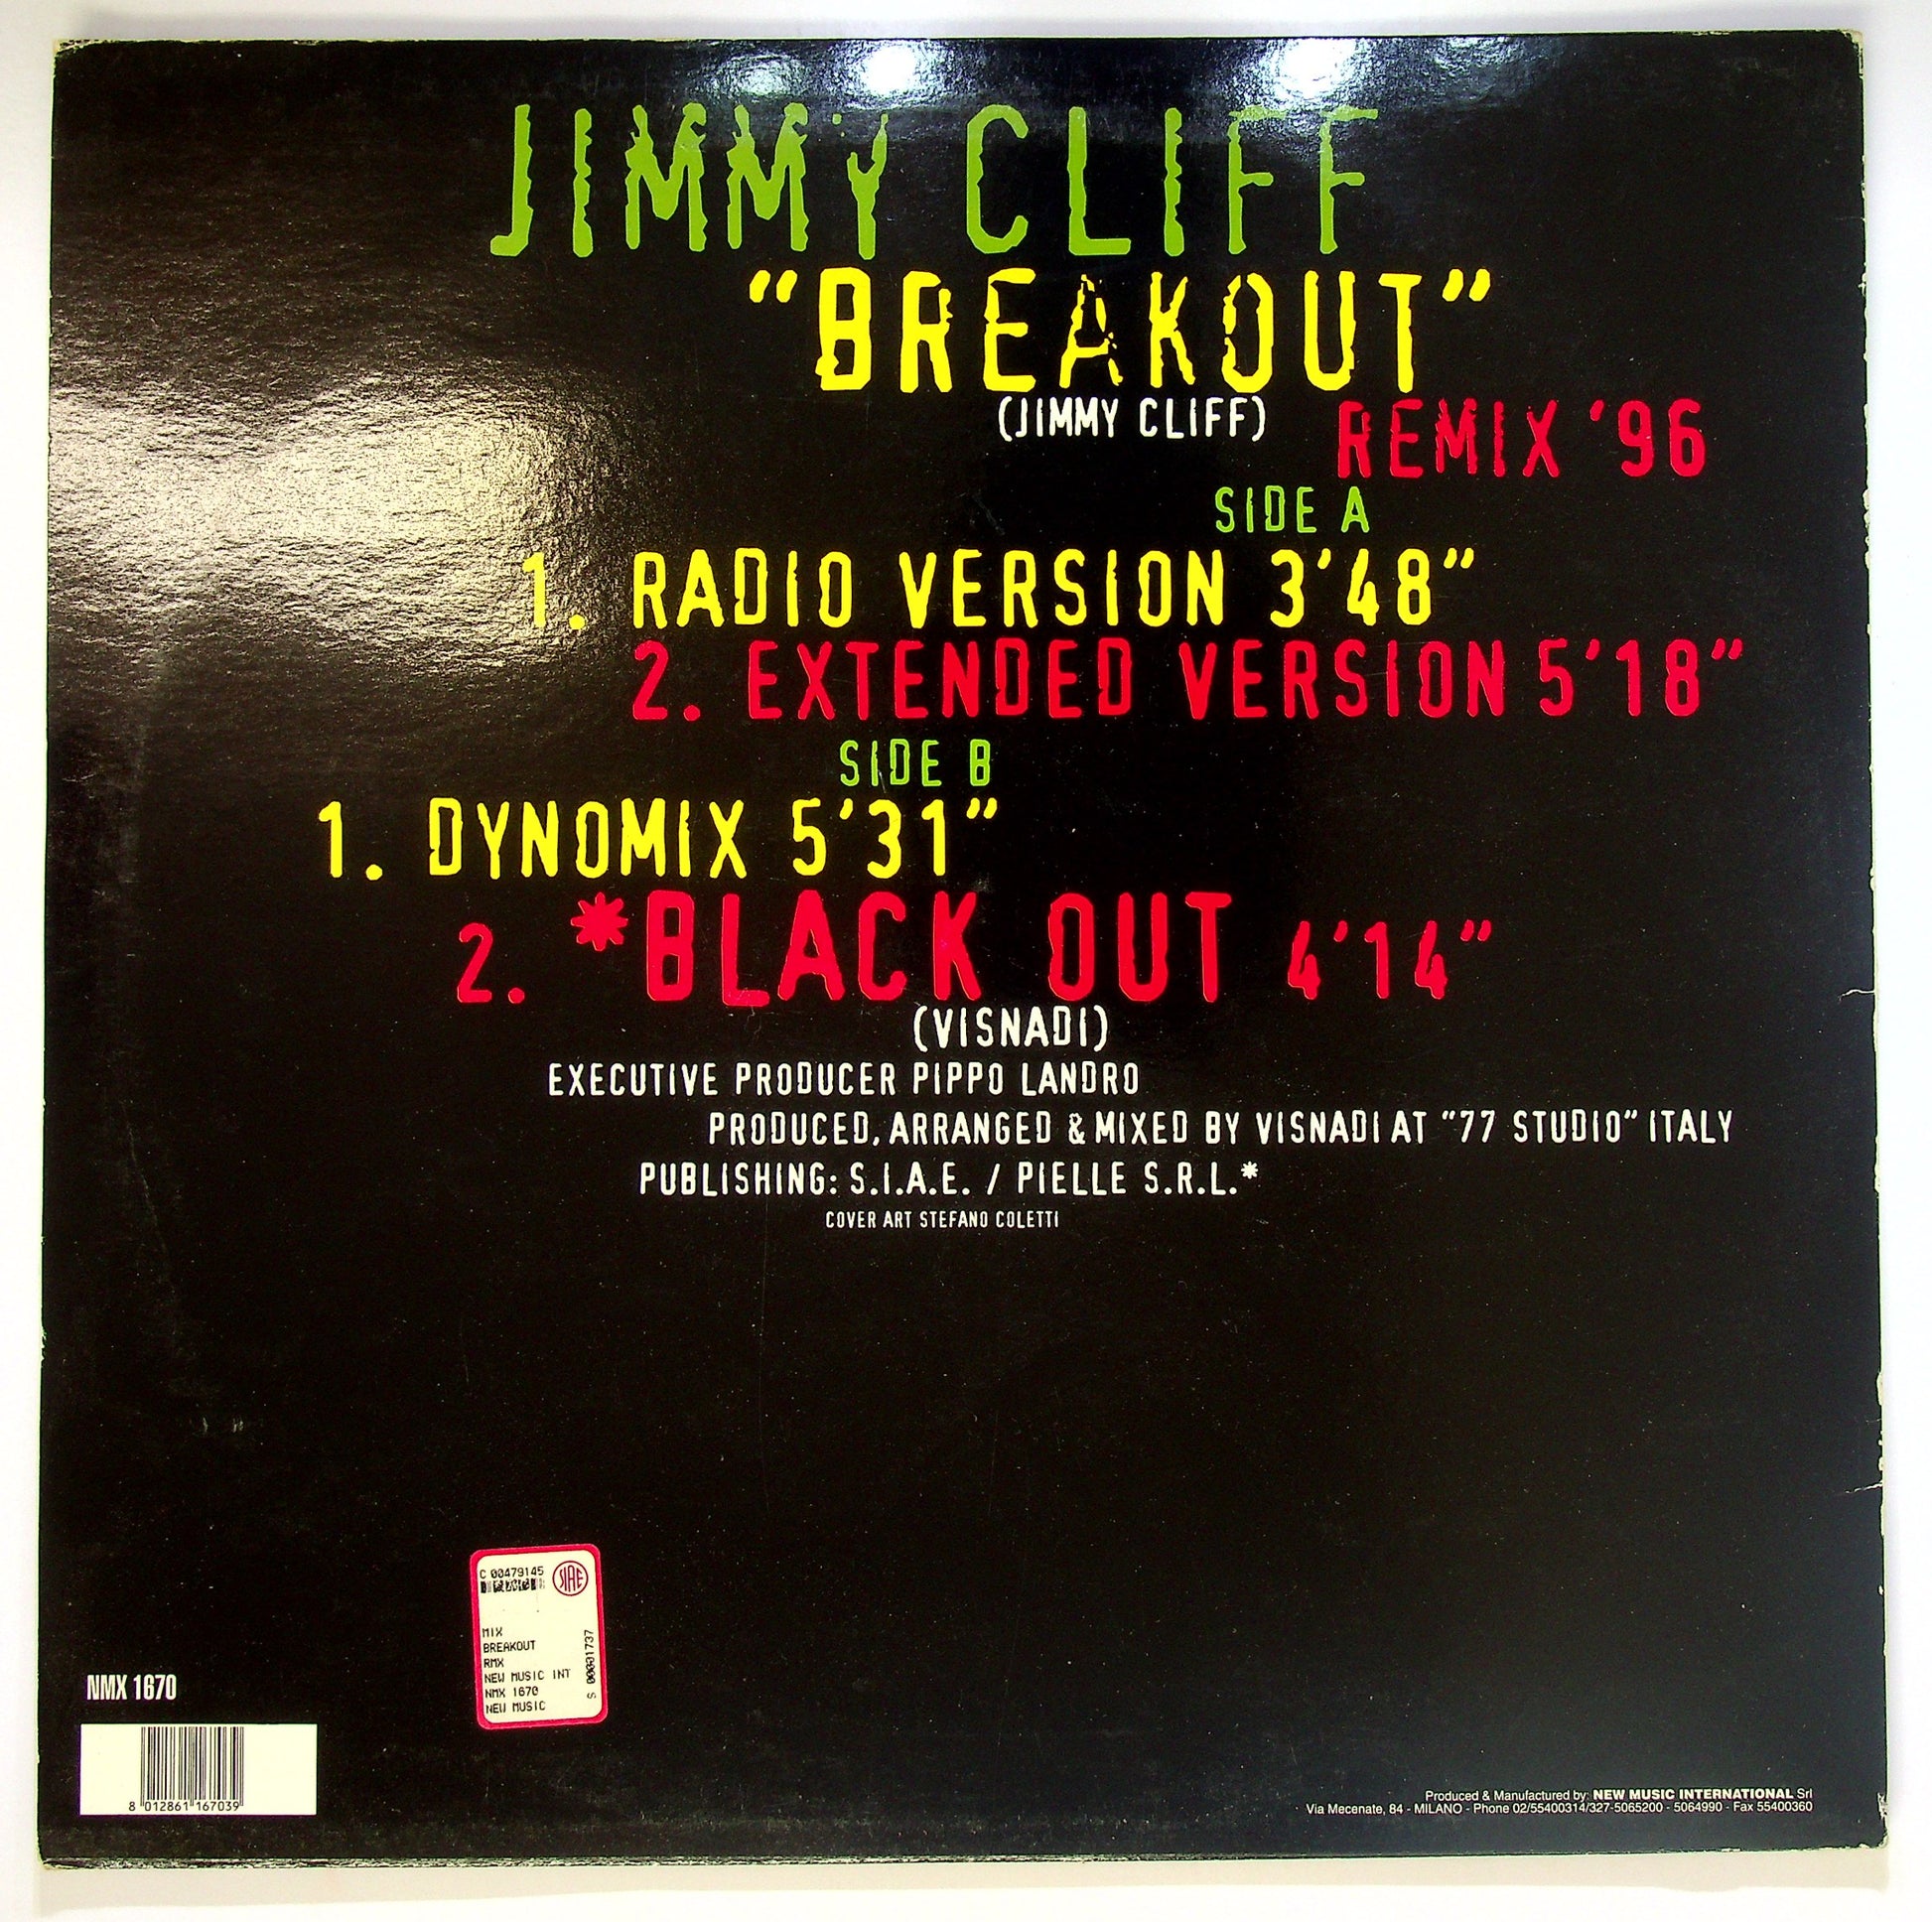 JIMMY CLIFF
"BREAKOUT"
(JIMMY CLIFF) REMIX '96
SIDE A
1. RADIO VERSION 3'48"
2. EXTENDED VERSION 5'18"
SIDE B
1. DYNOMIX 5'31"
2. *BLACK OUT 4'14"
(VISNADI)
EXECUTIVE PRODUCER PIPPO LANDRO
PRODUCED, ARRANGED & MIXED BY VISNADI AT "77 STUDIO" ITALY
PUBLISHING: S.I.A.E. / PIELLE S.R.L.*
COVER ART STEFANO COLETTI
C 00479145
SIAE
MIX
BREAKOUT
RMX
NEW MUSIC INT
NMX 1670
NEW MUSIC
S 00001737
NMX 1670
8 012861 167039
Produced & Manufactured by: NEW MUSIC INTERNATIONAL Srl
Via Mecenate, 84 - MILANO - Phone 02/55400314/327-5065200 - 5064990 - Fax 55400360